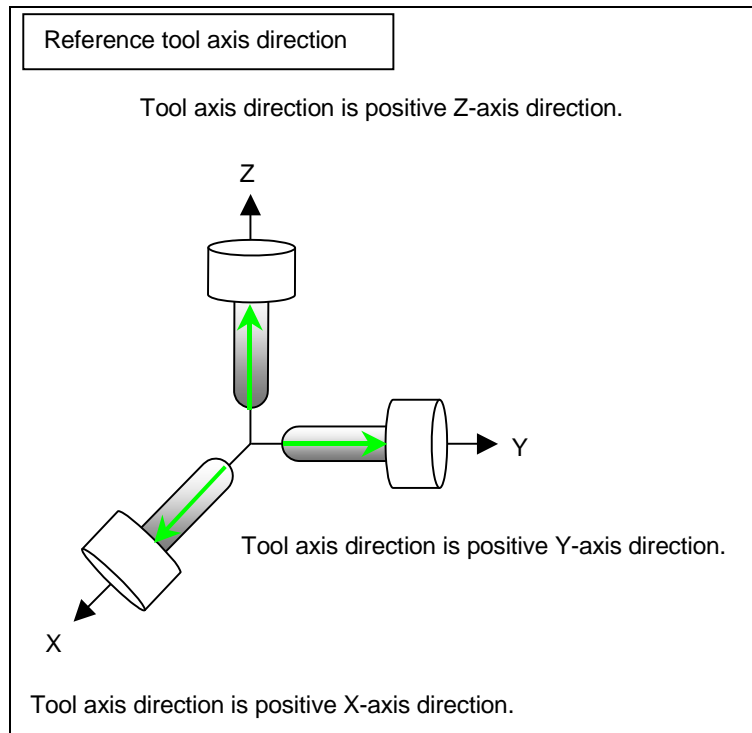 Reference tool axis direction
Tool axis direction is positive Z-axis direction.
Z
Y
Tool axis direction is positive Y-axis direction.
X
Tool axis direction is positive X-axis direction.